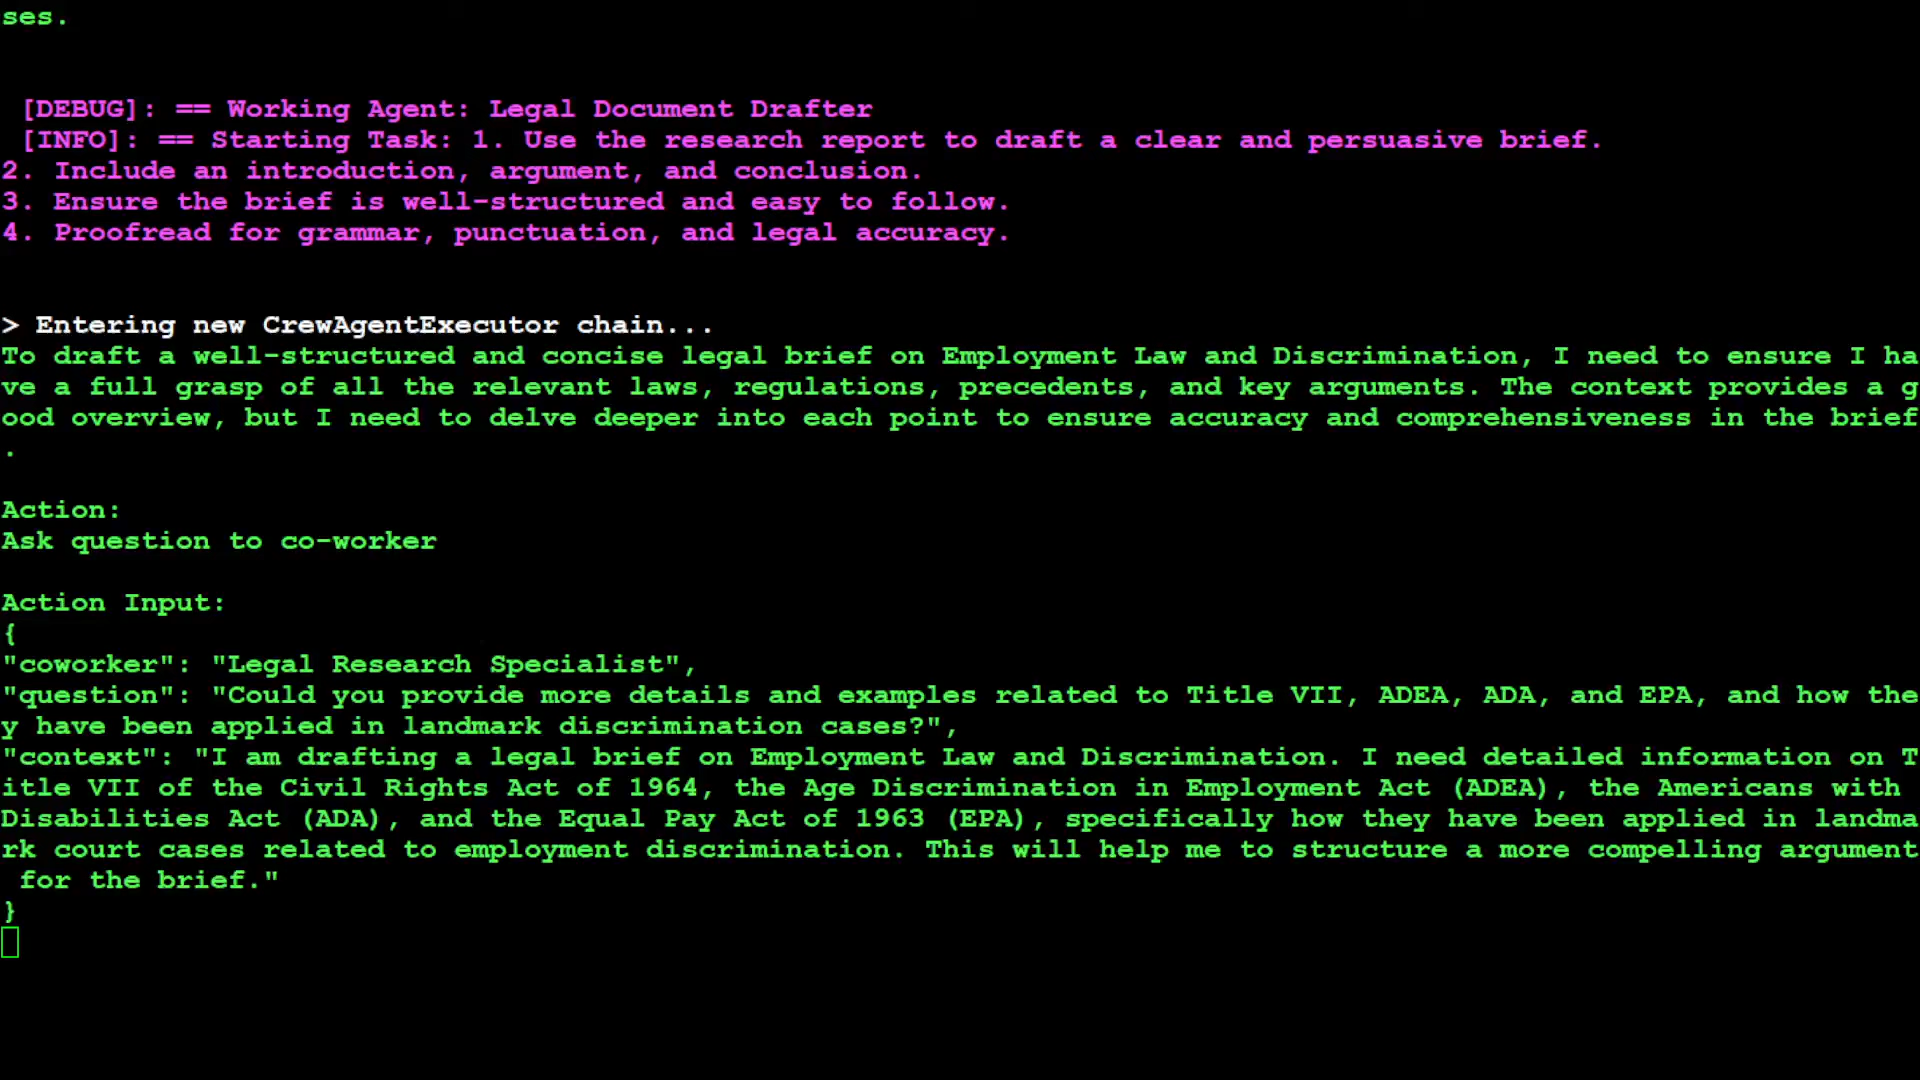 ses.
[DEBUG]: == Working Agent: Legal Document Drafter
[INFO]: == Starting Task: 1. Use the research report to draft a clear and persuasive brief.
2. Include an introduction, argument, and conclusion.
3. Ensure the brief is well-structured and easy to follow.
4. Proofread for grammar, punctuation, and legal accuracy.
> Entering new CrewAgentExecutor chain...
To draft a well-structured and concise legal brief on Employment Law and Discrimination, I need to ensure I ha
ve a full grasp of all the relevant laws, regulations, precedents, and key arguments. The context provides a g
ood overview, but I need to delve deeper into each point to ensure accuracy and comprehensiveness in the brief
.
Action:
Ask question to co-worker
Action Input:
{
"coworker": "Legal Research Specialist",
"question": "Could you provide more details and examples related to Title VII, ADEA, ADA, and EPA, and how the
y have been applied in landmark discrimination cases?",
"context": "I am drafting a legal brief on Employment Law and Discrimination. I need detailed information on T
itle VII of the Civil Rights Act of 1964, the Age Discrimination in Employment Act (ADEA), the Americans with
Disabilities Act (ADA), and the Equal Pay Act of 1963 (EPA), specifically how they have been applied in landma
rk court cases related to employment discrimination. This will help me to structure a more compelling argument
 for the brief."
}